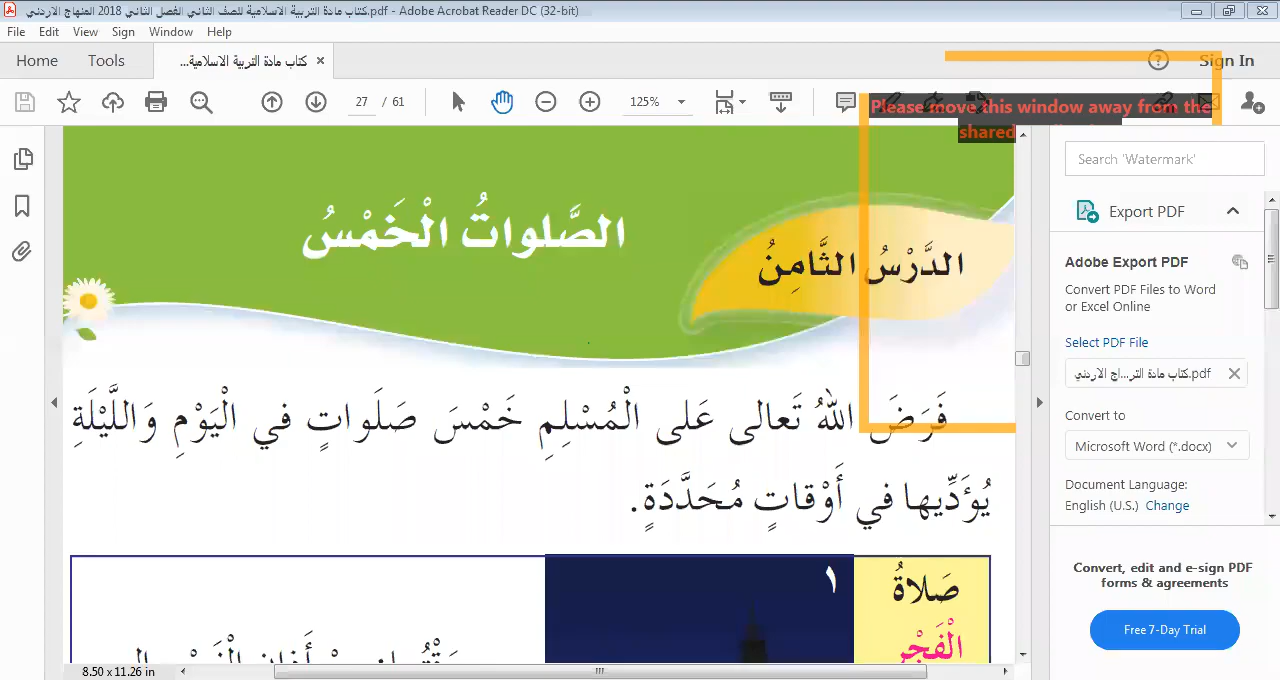 كتاب مادة التربية الاسلامية للصف الثاني الفصل الثاني 2018 المنهاج الاردني.pdf - Adobe Acrobat Reader DC (32-bit)
File Edit View Sign Window Help
Home Tools كتاب مادة التربية الاسلامية... × ? Sign In
27 / 61 125%
Please move this window away from the
shared
Search 'Watermark'
الصَّلواتُ الْخَمْسُ
الدَّرْسُ الثَّامِنُ
Export PDF
Adobe Export PDF
Convert PDF Files to Word
or Excel Online
Select PDF File
كتاب مادة التر...اج الاردني.pdf
Convert to
Microsoft Word (*.docx)
Document Language:
English (U.S.) Change
Convert, edit and e-sign PDF
forms & agreements
Free 7-Day Trial
فَرَضَ اللهُ تَعالى عَلى الْمُسْلِمِ خَمْسَ صَلَواتٍ في الْيَوْمِ وَاللَّيْلَةِ
يُؤَدِّيها في أَوْقاتٍ مُحَدَّدَةٍ.
صَلاةُ
الْفَجْرِ
١
8.50 x 11.26 in